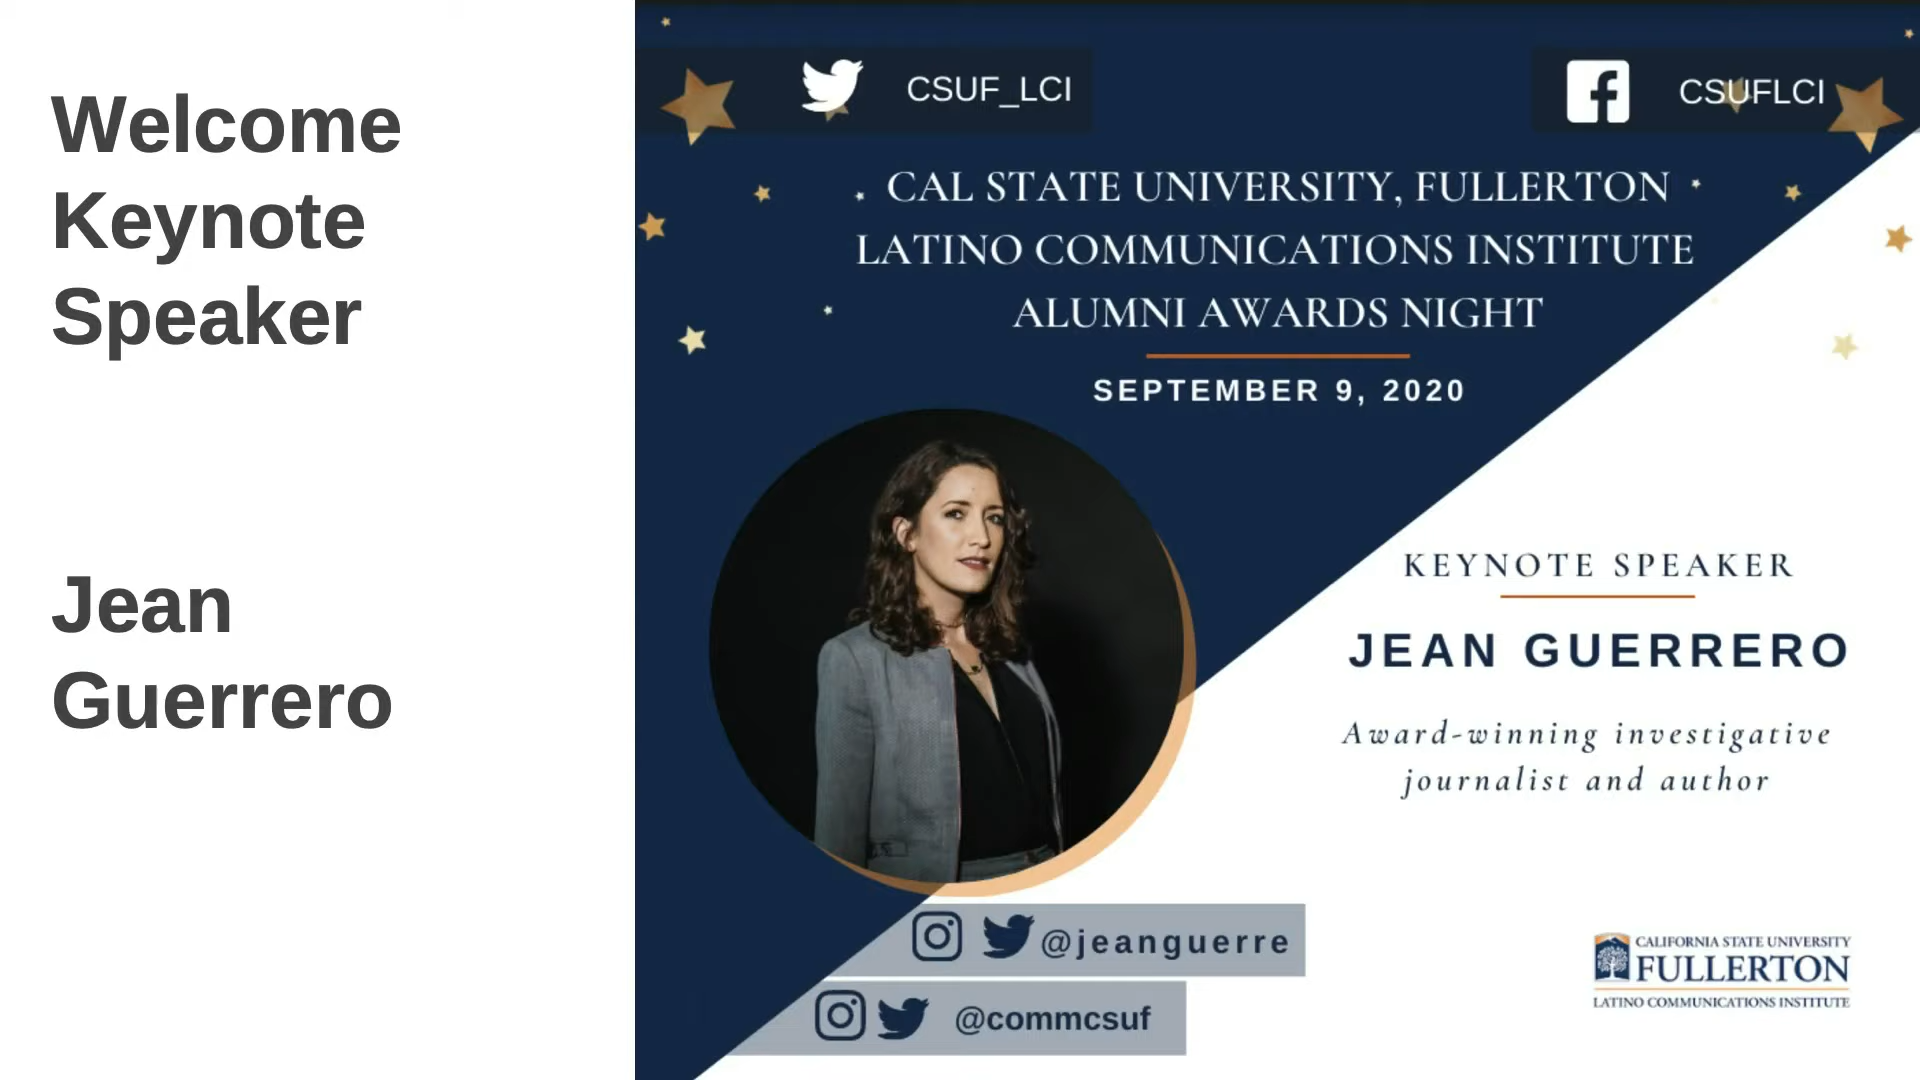 Welcome
Keynote
Speaker
Jean
Guerrero
CSUF_LCI
CSUFLCI
CAL STATE UNIVERSITY, FULLERTON
LATINO COMMUNICATIONS INSTITUTE
ALUMNI AWARDS NIGHT
SEPTEMBER 9, 2020
KEYNOTE SPEAKER
JEAN GUERRERO
Award-winning investigative
journalist and author
@jeanguerre
@commcsuf
CALIFORNIA STATE UNIVERSITY
FULLERTON
LATINO COMMUNICATIONS INSTITUTE